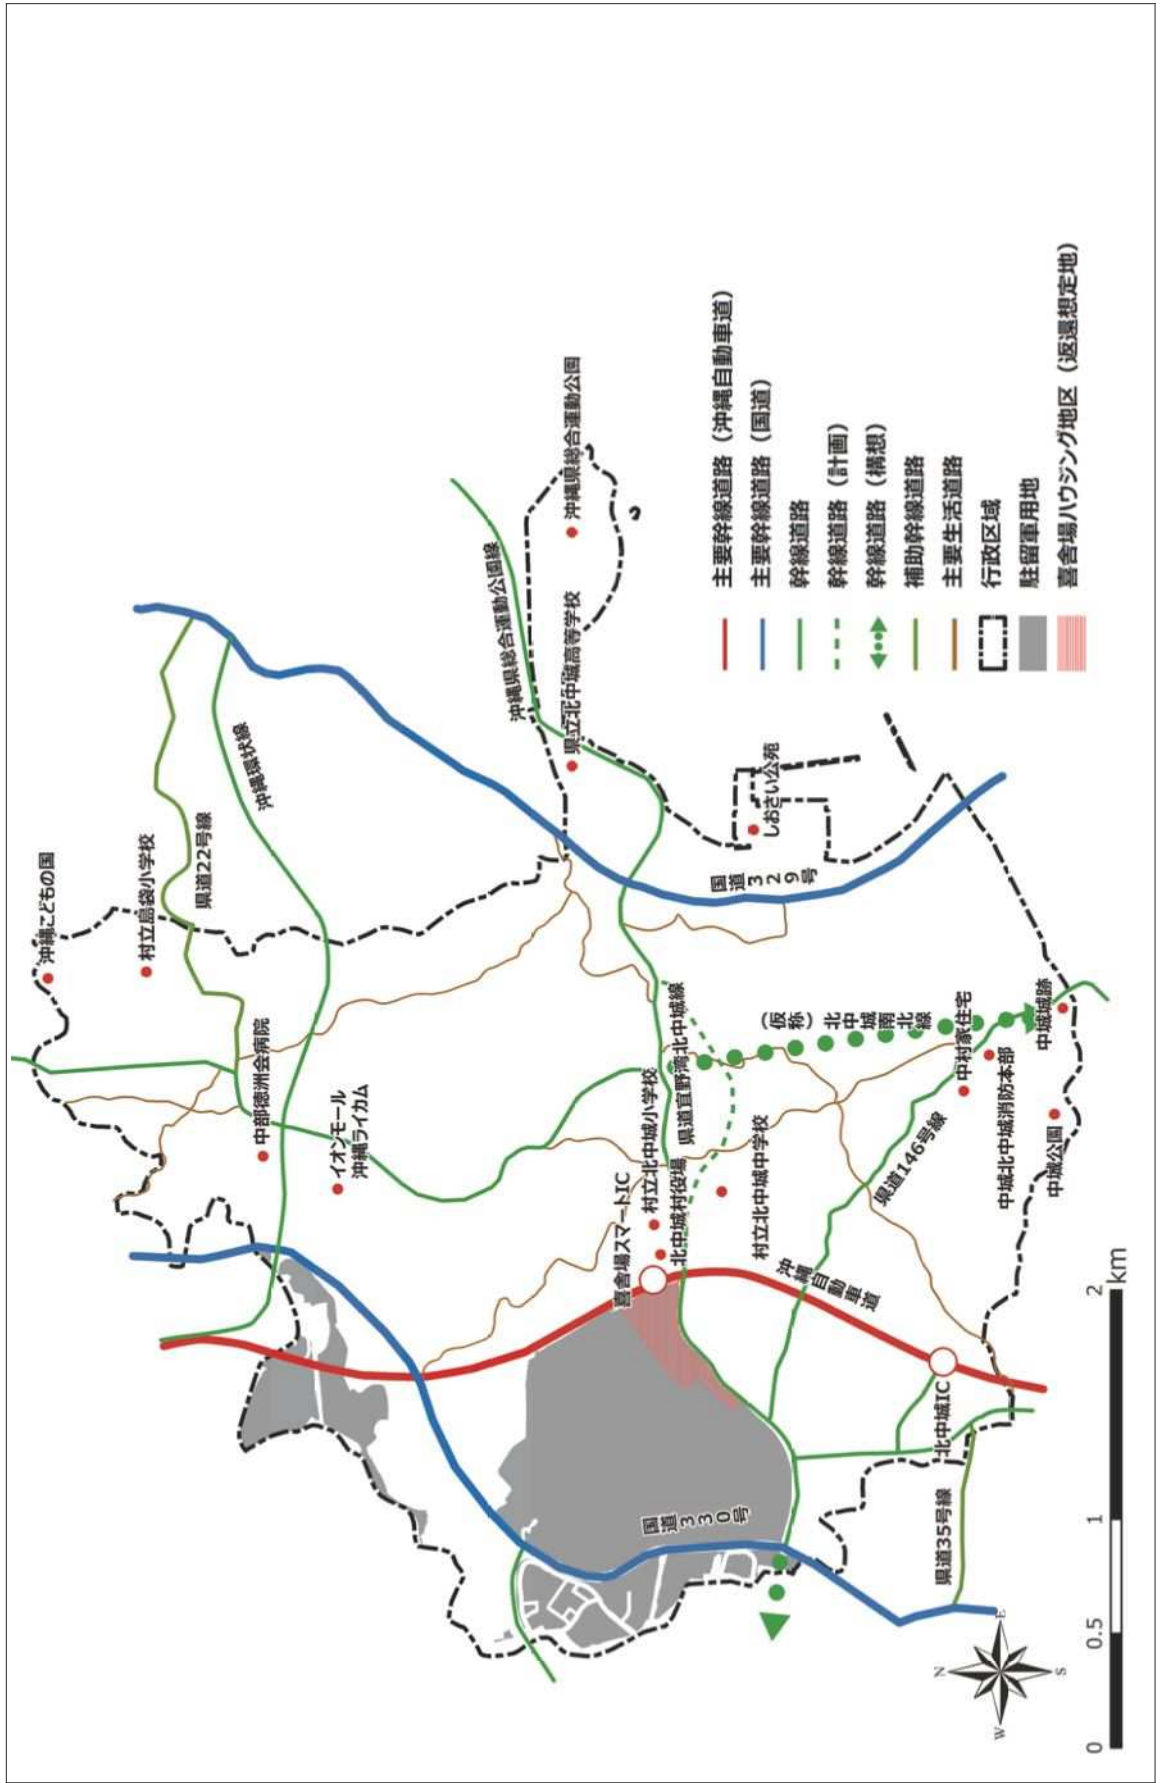 沖縄こどもの国
村立島袋小学校
県道22号線
沖縄環状線
中部徳洲会病院
イオンモール
沖縄ライカム
沖縄県総合運動公園線
沖縄県総合運動公園
県立北中城高等学校
しおさい公苑
国道329号
喜舎場スマートIC
村立北中城小学校
北中城村役場
県道宜野湾北中城線
村立北中城中学校
(仮称)北中城南北線
中村家住宅
中城北中城消防本部
中城城跡
中城公園
県道146号線
沖縄自動車道
北中城IC
県道35号線
国道330号
主要幹線道路(沖縄自動車道)
主要幹線道路(国道)
幹線道路
幹線道路(計画)
幹線道路(構想)
補助幹線道路
主要生活道路
行政区域
駐留軍用地
喜舎場ハウジング地区(返還想定地)
N
W
E
S
0 0.5 1 2
km